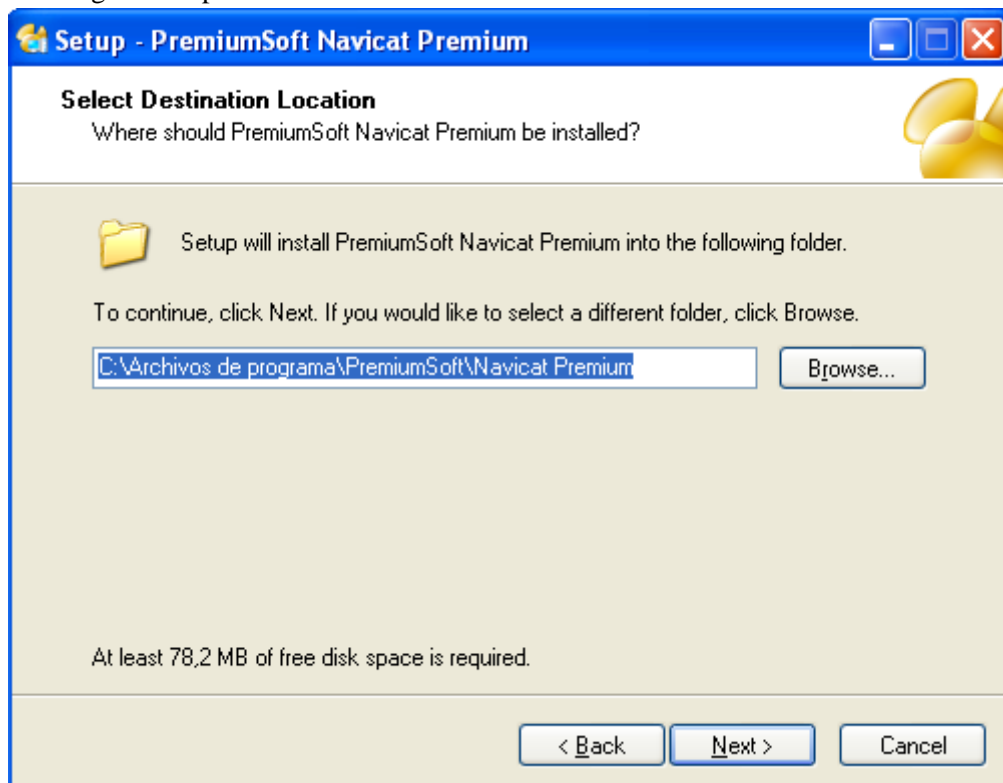 Setup - PremiumSoft Navicat Premium
Select Destination Location
Where should PremiumSoft Navicat Premium be installed?
Setup will install PremiumSoft Navicat Premium into the following folder.
To continue, click Next. If you would like to select a different folder, click Browse.
C:\Archivos de programa\PremiumSoft\Navicat Premium
Browse...
At least 78,2 MB of free disk space is required.
< Back
Next >
Cancel